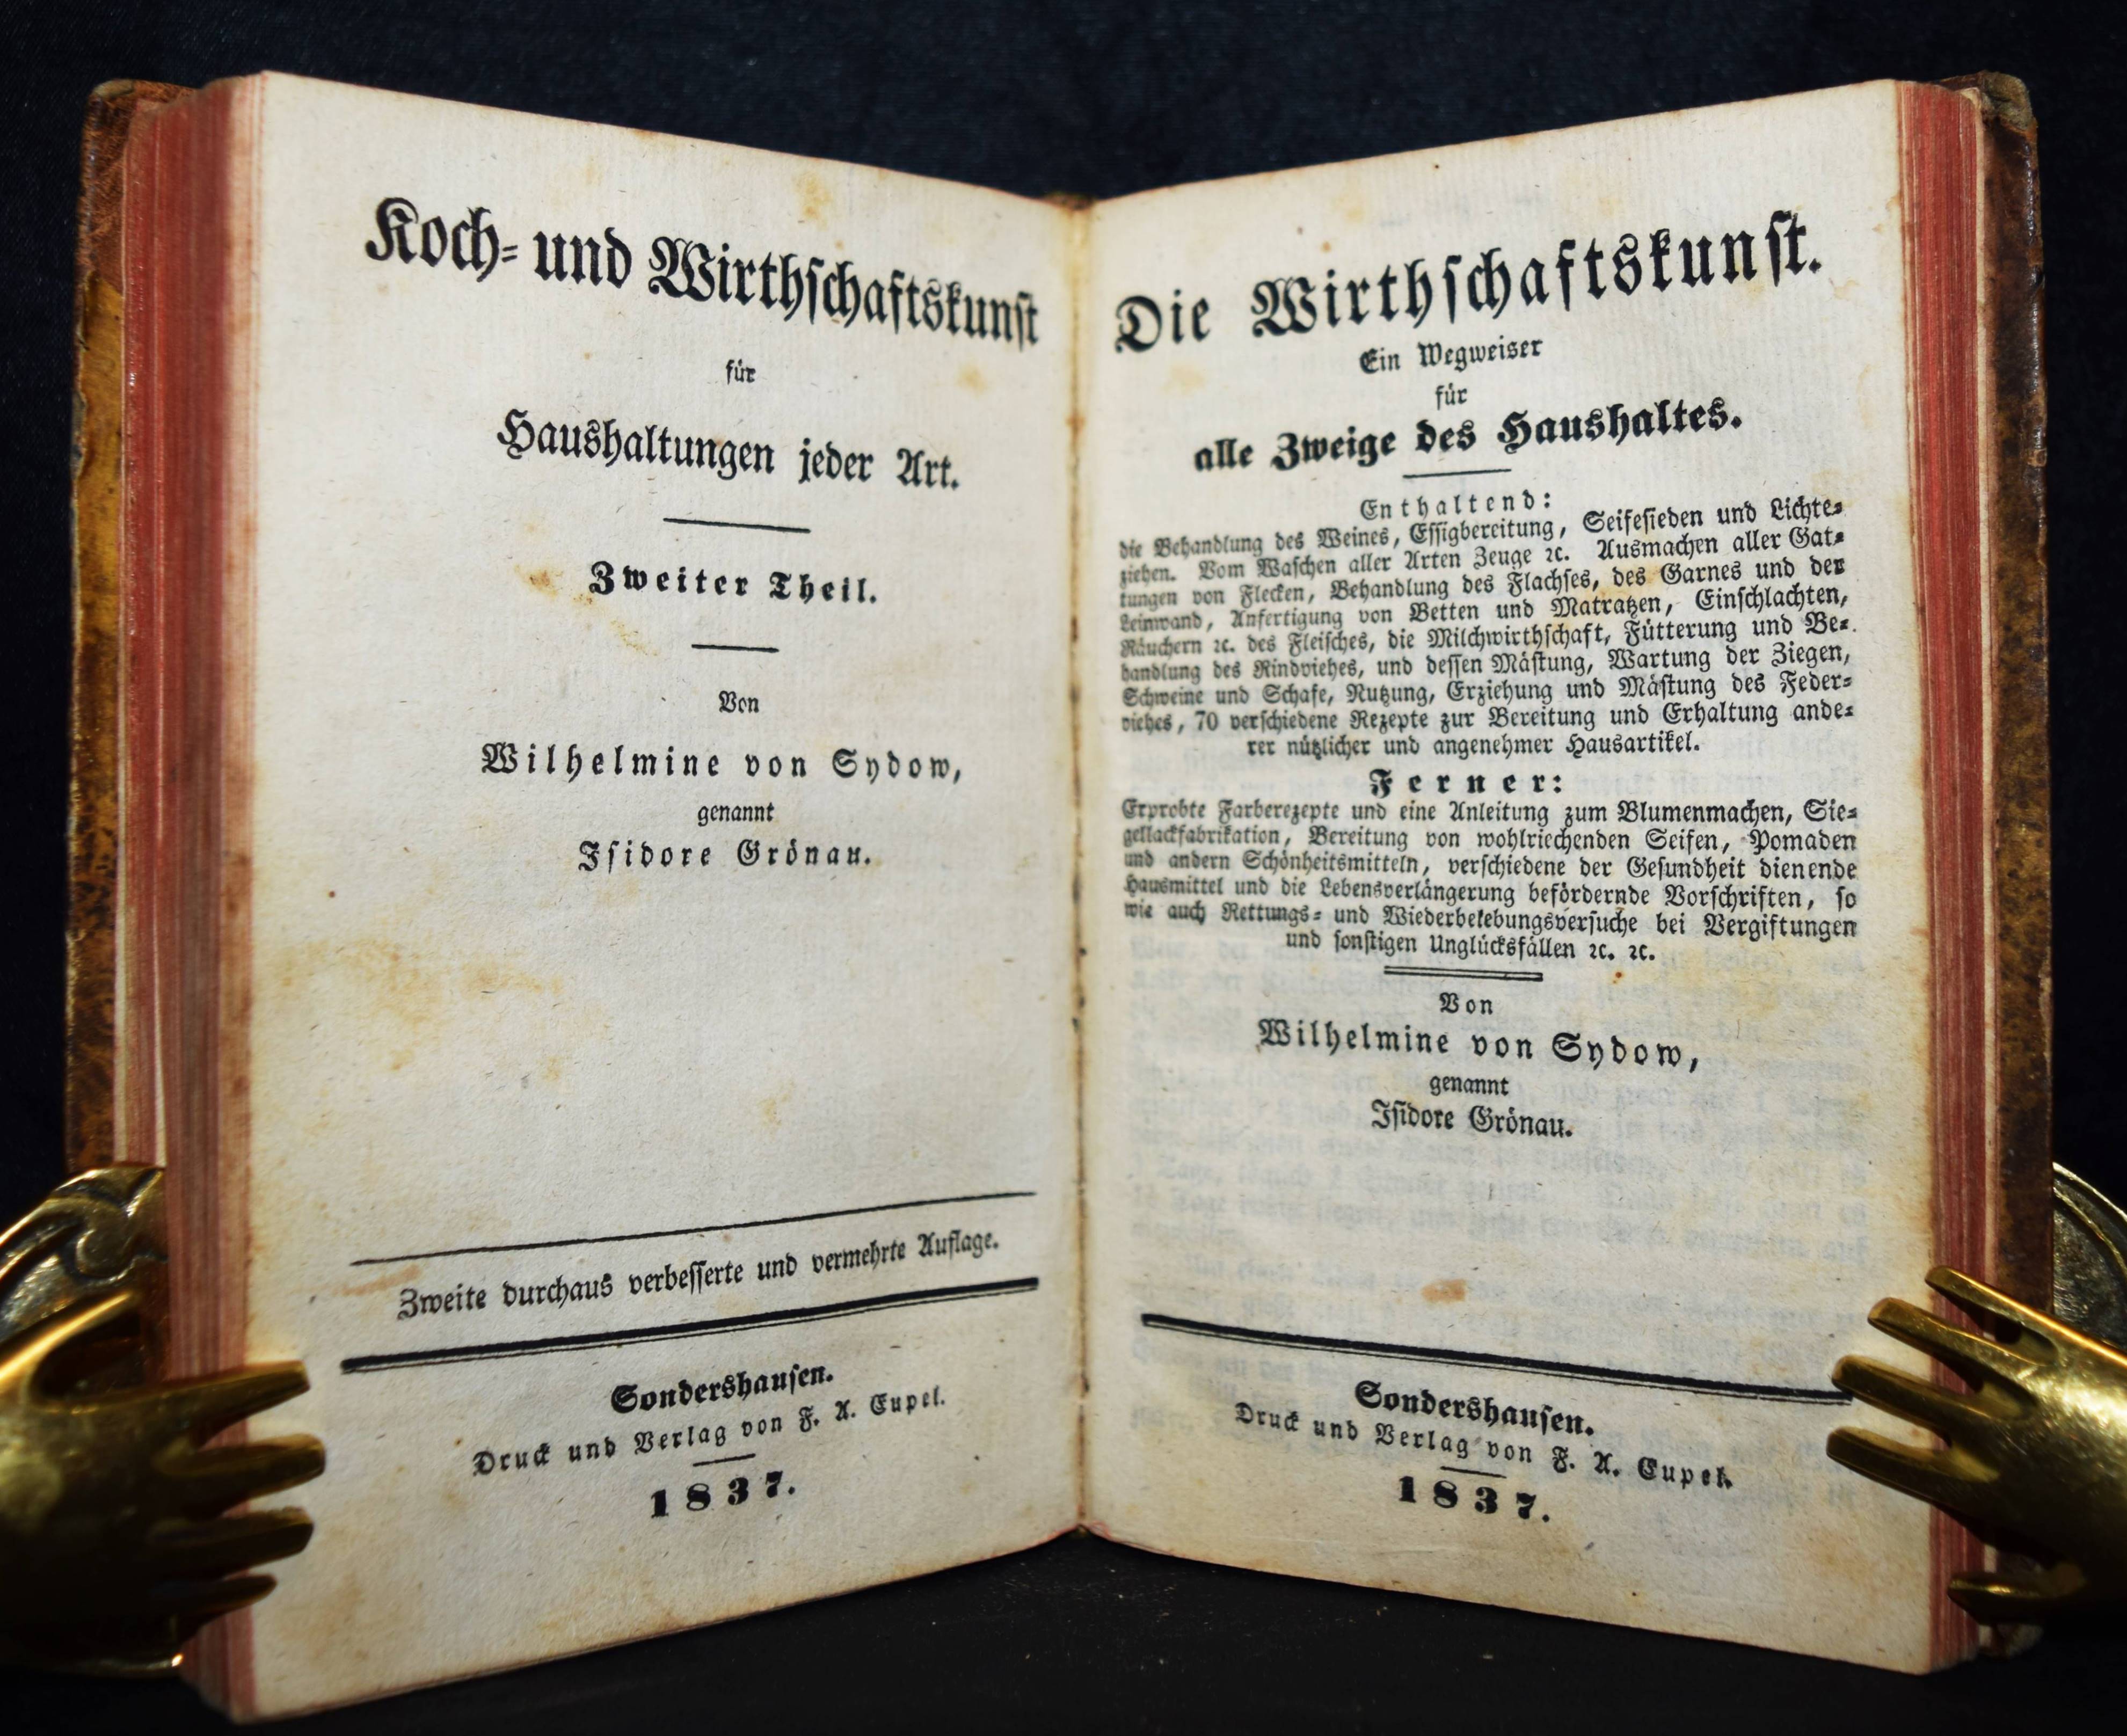 Koch- und Wirthschaftskunst
für
Haushaltungen jeder Art.
Zweiter Theil.
Von
Wilhelmine von Sydow,
genannt
Isidore Grönau.
Zweite durchaus verbesserte und vermehrte Auflage.
Sondershausen.
Druck und Verlag von F. A. Eupel.
1837.
Die Wirthschaftskunst.
Ein Wegweiser
für
alle Zweige des Haushaltes.
Enthaltend:
die Behandlung des Weines, Essigbereitung, Seifesieden und Lichte-
ziehen. Vom Waschen aller Arten Zeuge ꝛc. Ausmachen aller Gat-
tungen von Flecken, Behandlung des Flachses, des Garnes und der
Leinwand, Anfertigung von Betten und Matratzen, Einschlachten,
Räuchern ꝛc. des Fleisches, die Milchwirthschaft, Fütterung und Be-
handlung des Rindviehes, und dessen Mästung, Wartung der Ziegen,
Schweine und Schafe, Nutzung, Erziehung und Mästung des Feder-
viehes, 70 verschiedene Rezepte zur Bereitung und Erhaltung ande-
rer nützlicher und angenehmer Hausartikel.
Ferner:
Erprobte Farberezepte und eine Anleitung zum Blumenmachen, Sie-
gellackfabrikation, Bereitung von wohlriechenden Seifen, Pomaden
und andern Schönheitsmitteln, verschiedene der Gesundheit dienende
Hausmittel und die Lebensverlängerung befördernde Vorschriften, so
wie auch Rettungs- und Wiederbelebungsversuche bei Vergiftungen
und sonstigen Unglücksfällen ꝛc. ꝛc.
Von
Wilhelmine von Sydow,
genannt
Isidore Grönau.
Sondershausen.
Druck und Verlag von F. A. Eupel.
1837.